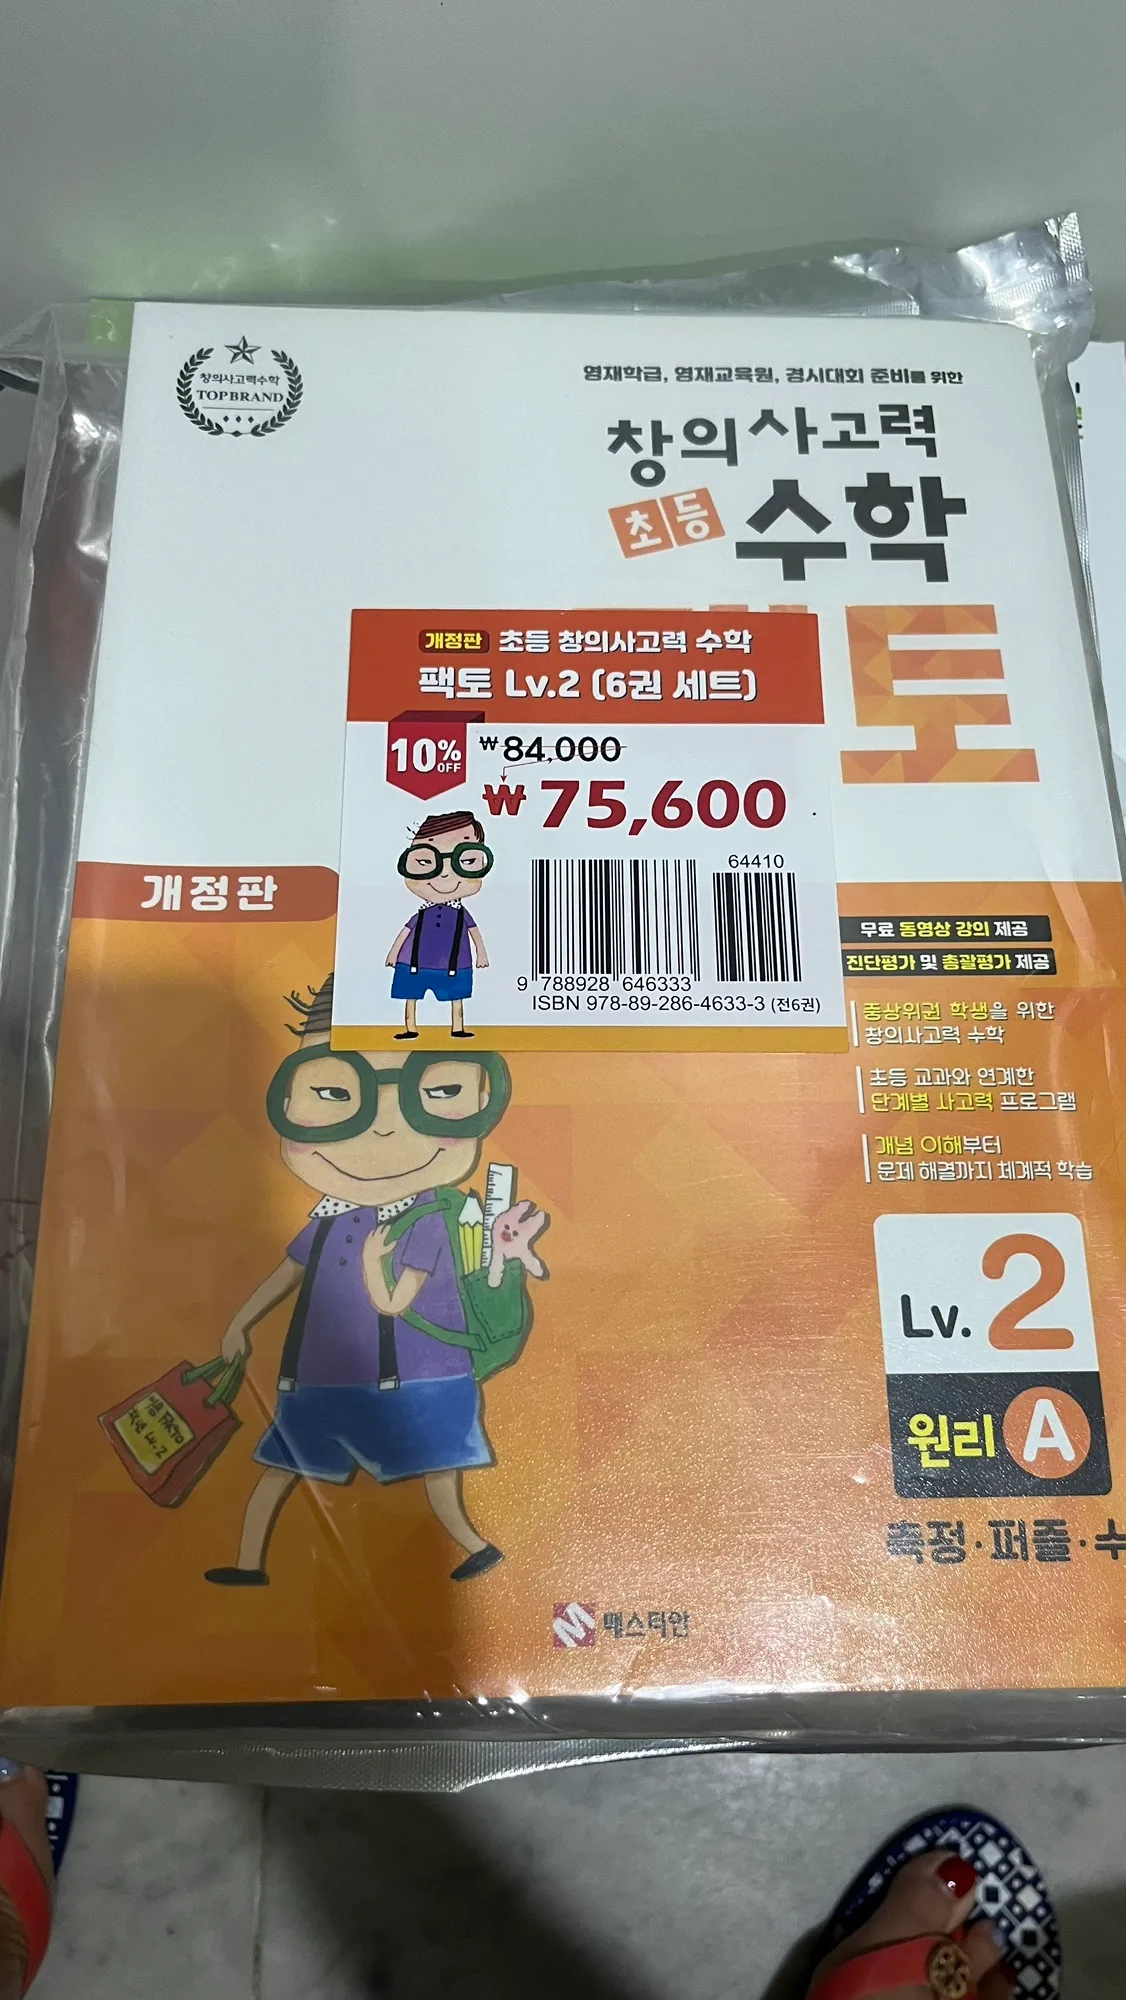 창의사고력수학
TOPBRAND
영재학급, 영재교육원, 경시대회 준비를 위한
창의사고력
초등 수학
토
개정판 초등 창의사고력 수학
팩토 Lv.2 (6권 세트)
10% OFF
₩84,000
₩75,600
64410
9 788928 646333
ISBN 978-89-286-4633-3 (전6권)
개정판
무료 동영상 강의 제공
진단평가 및 총괄평가 제공
중상위권 학생을 위한
창의사고력 수학
초등 교과와 연계한
단계별 사고력 프로그램
개념 이해부터
문제 해결까지 체계적 학습
Lv. 2
원리 A
측정·퍼즐·수
FACTO
Lv.2
매스티안